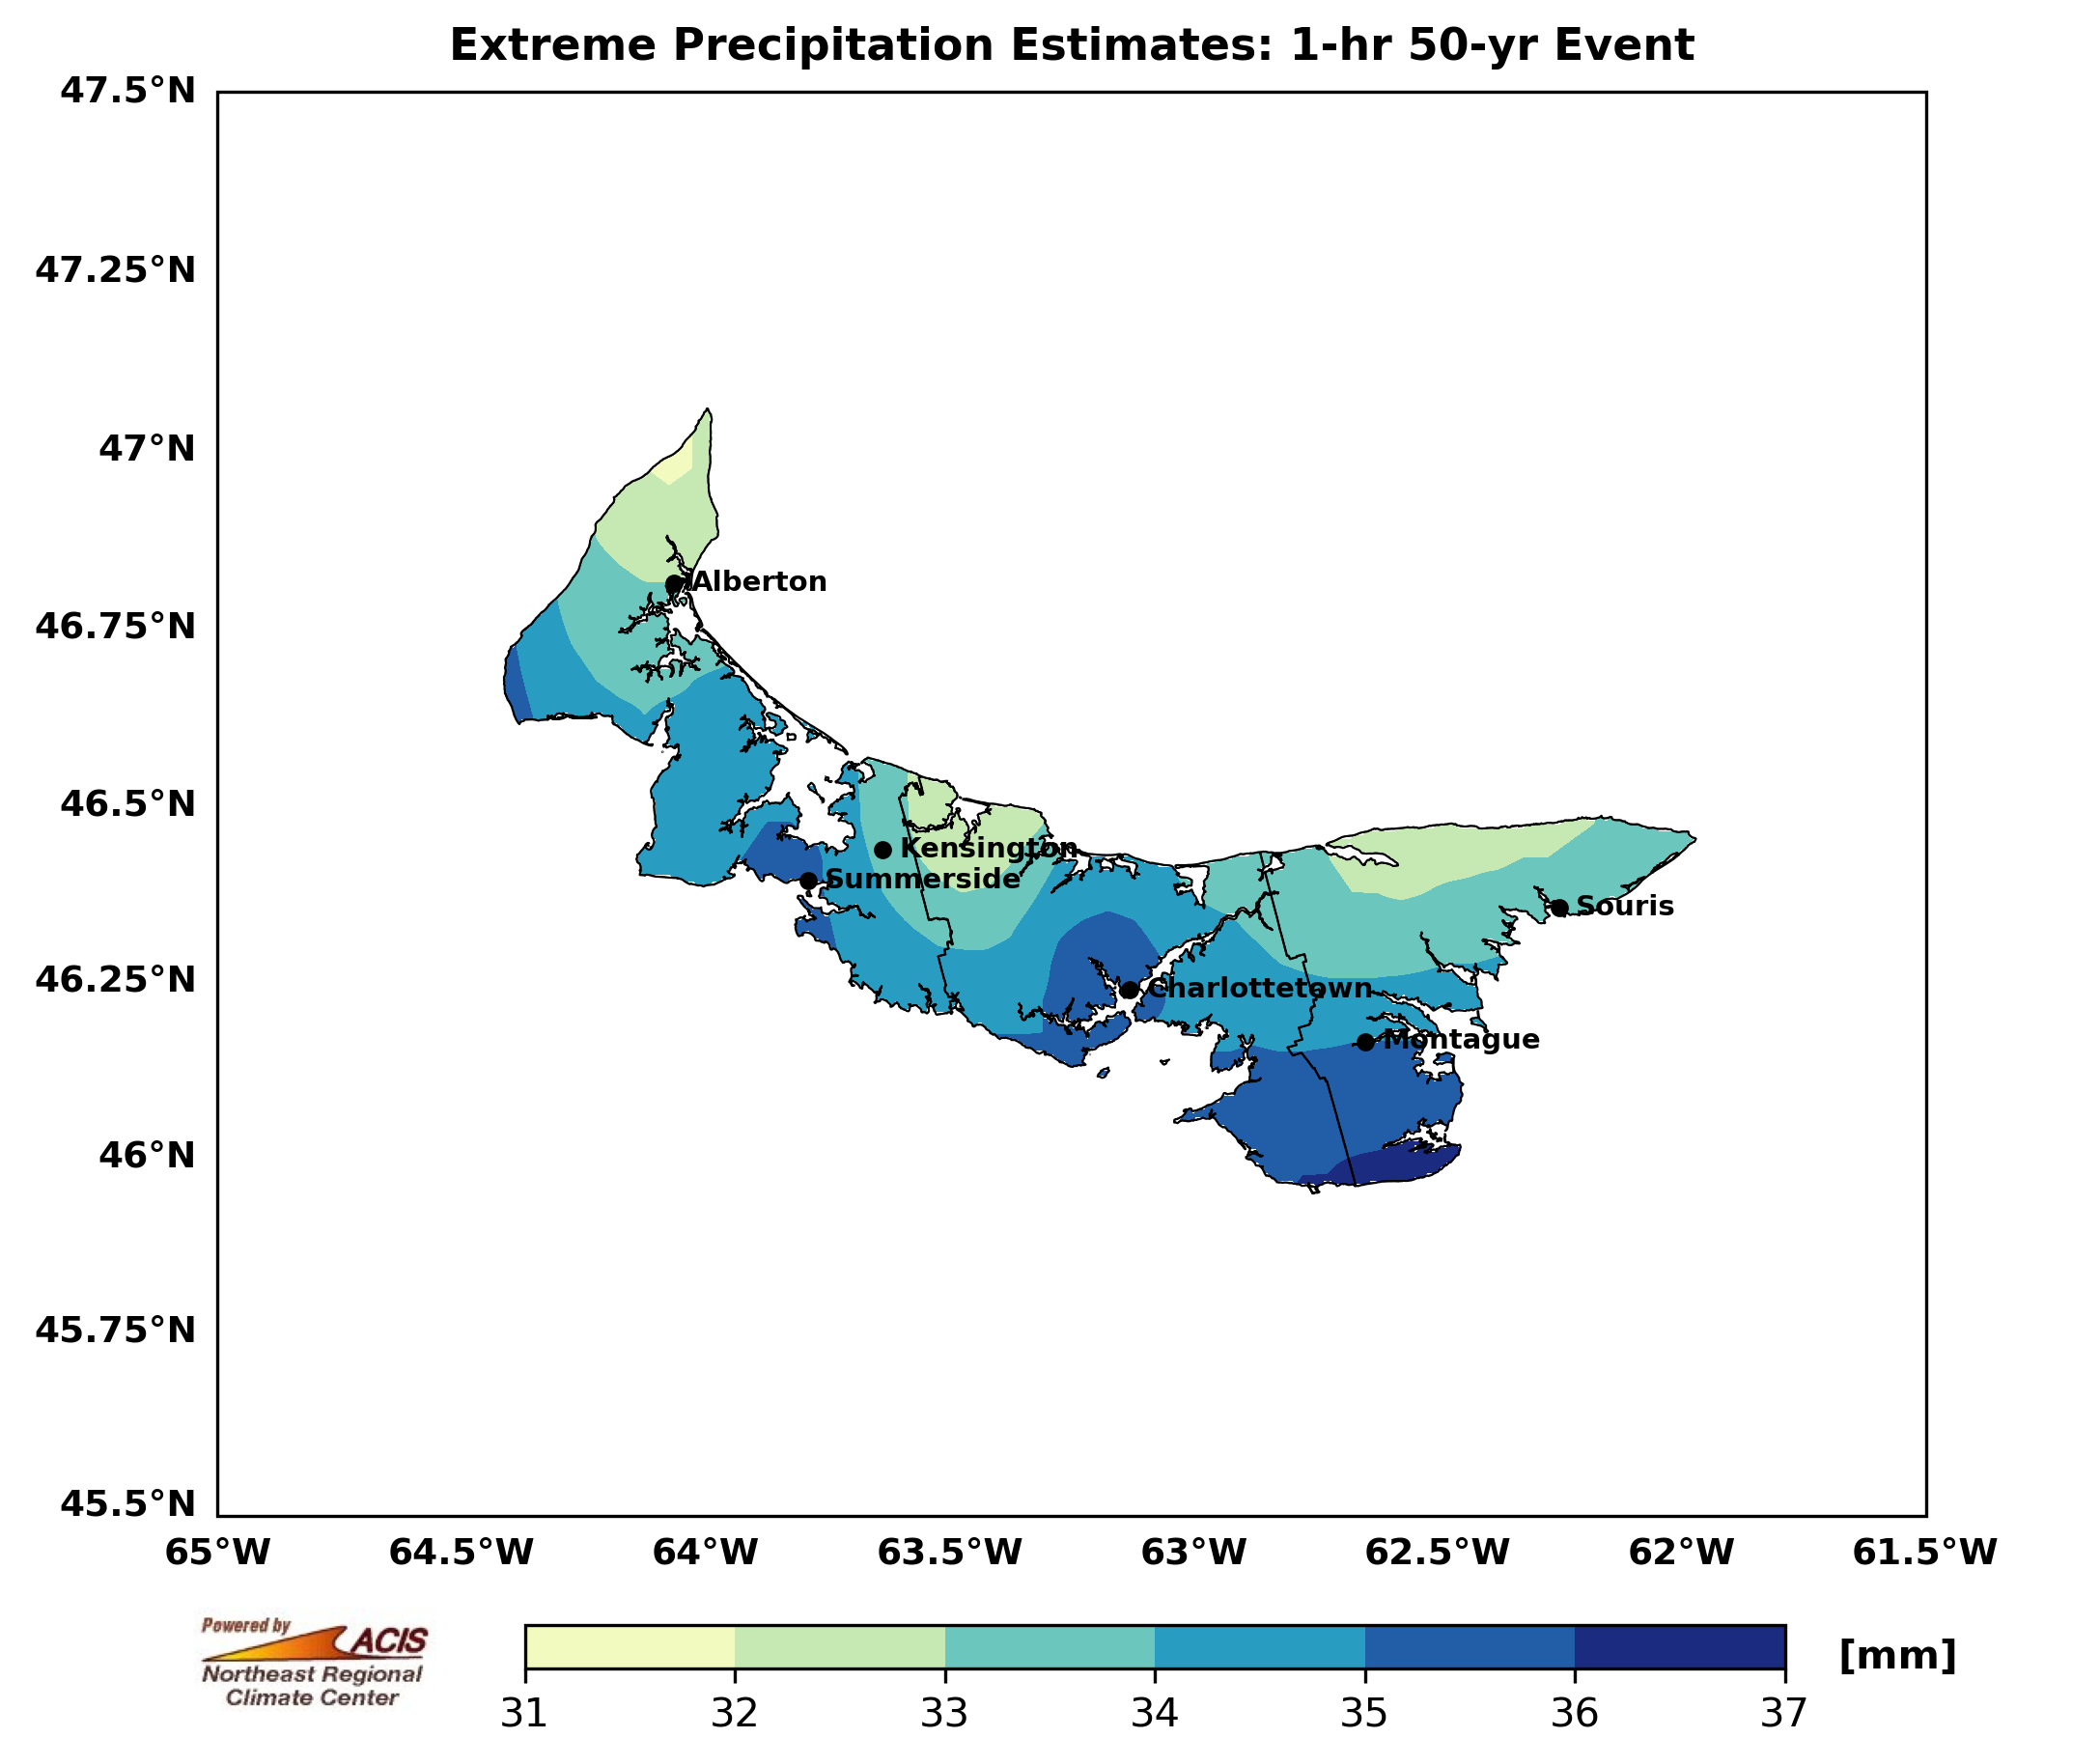 Extreme Precipitation Estimates: 1-hr 50-yr Event
47.5°N
47.25°N
47°N
46.75°N
46.5°N
46.25°N
46°N
45.75°N
45.5°N
Alberton
Kensington
Summerside
Souris
Charlottetown
Montague
65°W 64.5°W 64°W 63.5°W 63°W 62.5°W 62°W 61.5°W
Powered by
ACIS
Northeast Regional
Climate Center
31 32 33 34 35 36 37
[mm]